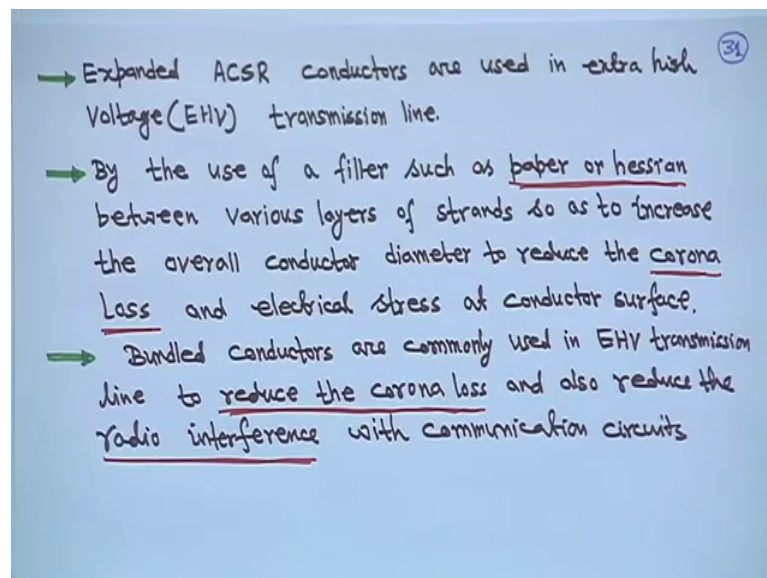 31
→ Expanded ACSR conductors are used in extra high
Voltage (EHV) transmission line.
→ By the use of a filler such as paper or hessian
between various layers of strands so as to increase
the overall conductor diameter to reduce the corona
Loss and electrical stress at conductor surface.
→ Bundled conductors are commonly used in EHV transmission
line to reduce the corona loss and also reduce the
radio interference with communication circuits